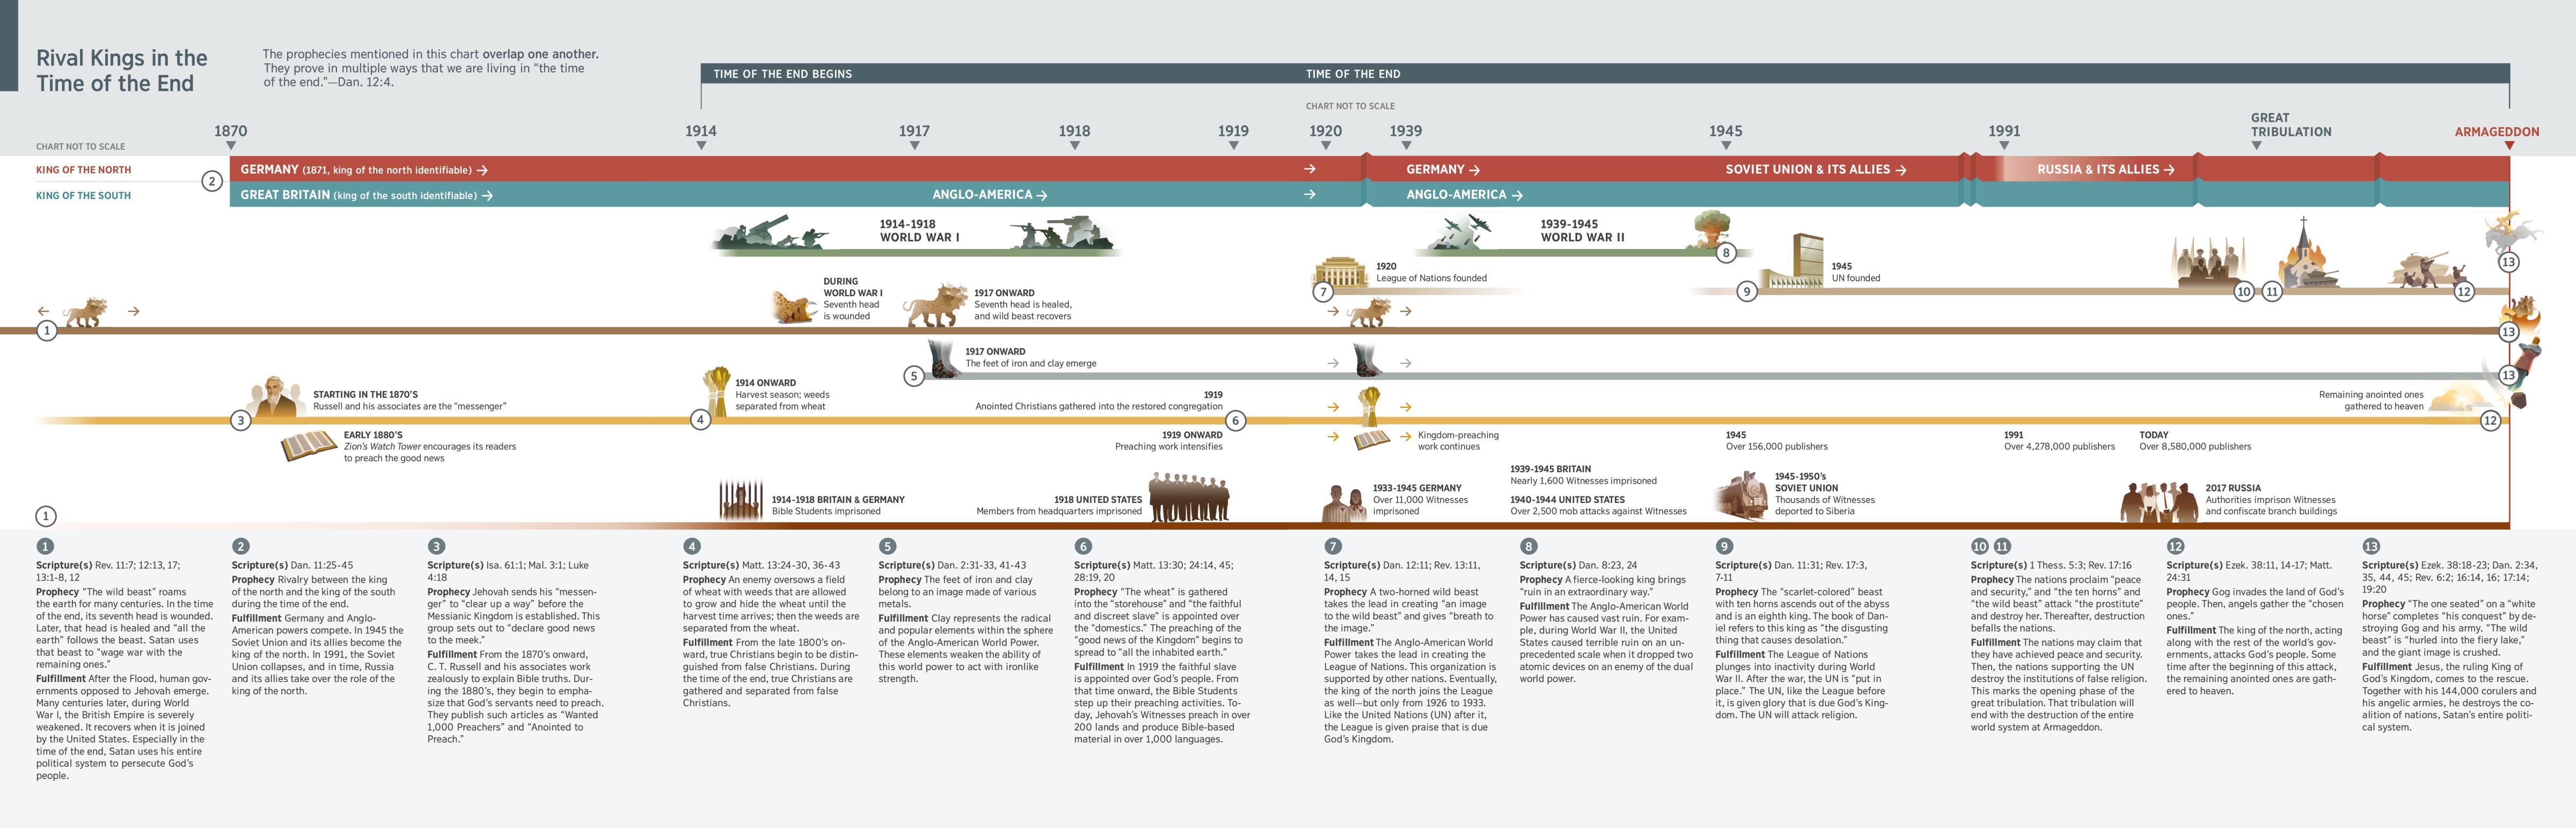 Rival Kings in the
Time of the End
The prophecies mentioned in this chart overlap one another.
They prove in multiple ways that we are living in “the time
of the end.”—Dan. 12:4.
TIME OF THE END BEGINS
TIME OF THE END
CHART NOT TO SCALE
CHART NOT TO SCALE
1870
1914
1917
1918
1919
1920
1939
1945
1991
GREAT
TRIBULATION
ARMAGEDDON
KING OF THE NORTH
KING OF THE SOUTH
2
GERMANY (1871, king of the north identifiable) →
→
GERMANY →
SOVIET UNION & ITS ALLIES →
RUSSIA & ITS ALLIES →
GREAT BRITAIN (king of the south identifiable) →
ANGLO-AMERICA →
→
ANGLO-AMERICA →
1914-1918
WORLD WAR I
1939-1945
WORLD WAR II
8
13
1920
League of Nations founded
7
9
1945
UN founded
10
11
12
← →
1
DURING
WORLD WAR I
Seventh head
is wounded
1917 ONWARD
Seventh head is healed,
and wild beast recovers
→ →
13
1917 ONWARD
The feet of iron and clay emerge
5
→ →
13
STARTING IN THE 1870’S
Russell and his associates are the “messenger”
3
EARLY 1880’S
Zion’s Watch Tower encourages its readers
to preach the good news
1914 ONWARD
Harvest season; weeds
separated from wheat
4
1919
Anointed Christians gathered into the restored congregation
6
1919 ONWARD
Preaching work intensifies
→ →
→ →
Kingdom-preaching
work continues
1945
Over 156,000 publishers
1991
Over 4,278,000 publishers
TODAY
Over 8,580,000 publishers
Remaining anointed ones
gathered to heaven
12
1
1914-1918 BRITAIN & GERMANY
Bible Students imprisoned
1918 UNITED STATES
Members from headquarters imprisoned
1933-1945 GERMANY
Over 11,000 Witnesses
imprisoned
1939-1945 BRITAIN
Nearly 1,600 Witnesses imprisoned
1940-1944 UNITED STATES
Over 2,500 mob attacks against Witnesses
1945-1950’s
SOVIET UNION
Thousands of Witnesses
deported to Siberia
2017 RUSSIA
Authorities imprison Witnesses
and confiscate branch buildings
1
Scripture(s) Rev. 11:7; 12:13, 17;
13:1-8, 12
Prophecy “The wild beast” roams
the earth for many centuries. In the time
of the end, its seventh head is wounded.
Later, that head is healed and “all the
earth” follows the beast. Satan uses
that beast to “wage war with the
remaining ones.”
Fulfillment After the Flood, human gov-
ernments opposed to Jehovah emerge.
Many centuries later, during World
War I, the British Empire is severely
weakened. It recovers when it is joined
by the United States. Especially in the
time of the end, Satan uses his entire
political system to persecute God’s
people.
2
Scripture(s) Dan. 11:25-45
Prophecy Rivalry between the king
of the north and the king of the south
during the time of the end.
Fulfillment Germany and Anglo-
American powers compete. In 1945 the
Soviet Union and its allies become the
king of the north. In 1991, the Soviet
Union collapses, and in time, Russia
and its allies take over the role of the
king of the north.
3
Scripture(s) Isa. 61:1; Mal. 3:1; Luke
4:18
Prophecy Jehovah sends his “messen-
ger” to “clear up a way” before the
Messianic Kingdom is established. This
group sets out to “declare good news
to the meek.”
Fulfillment From the 1870’s onward,
C. T. Russell and his associates work
zealously to explain Bible truths. Dur-
ing the 1880’s, they begin to empha-
size that God’s servants need to preach.
They publish such articles as “Wanted
1,000 Preachers” and “Anointed to
Preach.”
4
Scripture(s) Matt. 13:24-30, 36-43
Prophecy An enemy oversows a field
of wheat with weeds that are allowed
to grow and hide the wheat until the
harvest time arrives; then the weeds are
separated from the wheat.
Fulfillment From the late 1800’s on-
ward, true Christians begin to be distin-
guished from false Christians. During
the time of the end, true Christians are
gathered and separated from false
Christians.
5
Scripture(s) Dan. 2:31-33, 41-43
Prophecy The feet of iron and clay
belong to an image made of various
metals.
Fulfillment Clay represents the radical
and popular elements within the sphere
of the Anglo-American World Power.
These elements weaken the ability of
this world power to act with ironlike
strength.
6
Scripture(s) Matt. 13:30; 24:14, 45;
28:19, 20
Prophecy “The wheat” is gathered
into the “storehouse” and “the faithful
and discreet slave” is appointed over
the “domestics.” The preaching of the
“good news of the Kingdom” begins to
spread to “all the inhabited earth.”
Fulfillment In 1919 the faithful slave
is appointed over God’s people. From
that time onward, the Bible Students
step up their preaching activities. To-
day, Jehovah’s Witnesses preach in over
200 lands and produce Bible-based
material in over 1,000 languages.
7
Scripture(s) Dan. 12:11; Rev. 13:11,
14, 15
Prophecy A two-horned wild beast
takes the lead in creating “an image
to the wild beast” and gives “breath to
the image.”
Fulfillment The Anglo-American World
Power takes the lead in creating the
League of Nations. This organization is
supported by other nations. Eventually,
the king of the north joins the League
as well—but only from 1926 to 1933.
Like the United Nations (UN) after it,
the League is given praise that is due
God’s Kingdom.
8
Scripture(s) Dan. 8:23, 24
Prophecy A fierce-looking king brings
“ruin in an extraordinary way.”
Fulfillment The Anglo-American World
Power has caused vast ruin. For exam-
ple, during World War II, the United
States caused terrible ruin on an un-
precedented scale when it dropped two
atomic devices on an enemy of the dual
world power.
9
Scripture(s) Dan. 11:31; Rev. 17:3,
7-11
Prophecy The “scarlet-colored” beast
with ten horns ascends out of the abyss
and is an eighth king. The book of Dan-
iel refers to this king as “the disgusting
thing that causes desolation.”
Fulfillment The League of Nations
plunges into inactivity during World
War II. After the war, the UN is “put in
place.” The UN, like the League before
it, is given glory that is due God’s King-
dom. The UN will attack religion.
10 11
Scripture(s) 1 Thess. 5:3; Rev. 17:16
Prophecy The nations proclaim “peace
and security,” and “the ten horns” and
“the wild beast” attack “the prostitute”
and destroy her. Thereafter, destruction
befalls the nations.
Fulfillment The nations may claim that
they have achieved peace and security.
Then, the nations supporting the UN
destroy the institutions of false religion.
This marks the opening phase of the
great tribulation. That tribulation will
end with the destruction of the entire
world system at Armageddon.
12
Scripture(s) Ezek. 38:11, 14-17; Matt.
24:31
Prophecy Gog invades the land of God’s
people. Then, angels gather the “chosen
ones.”
Fulfillment The king of the north, acting
along with the rest of the world’s gov-
ernments, attacks God’s people. Some
time after the beginning of this attack,
the remaining anointed ones are gath-
ered to heaven.
13
Scripture(s) Ezek. 38:18-23; Dan. 2:34,
35, 44, 45; Rev. 6:2; 16:14, 16; 17:14;
19:20
Prophecy “The one seated” on a “white
horse” completes “his conquest” by de-
stroying Gog and his army. “The wild
beast” is “hurled into the fiery lake,”
and the giant image is crushed.
Fulfillment Jesus, the ruling King of
God’s Kingdom, comes to the rescue.
Together with his 144,000 corulers and
his angelic armies, he destroys the co-
alition of nations, Satan’s entire politi-
cal system.